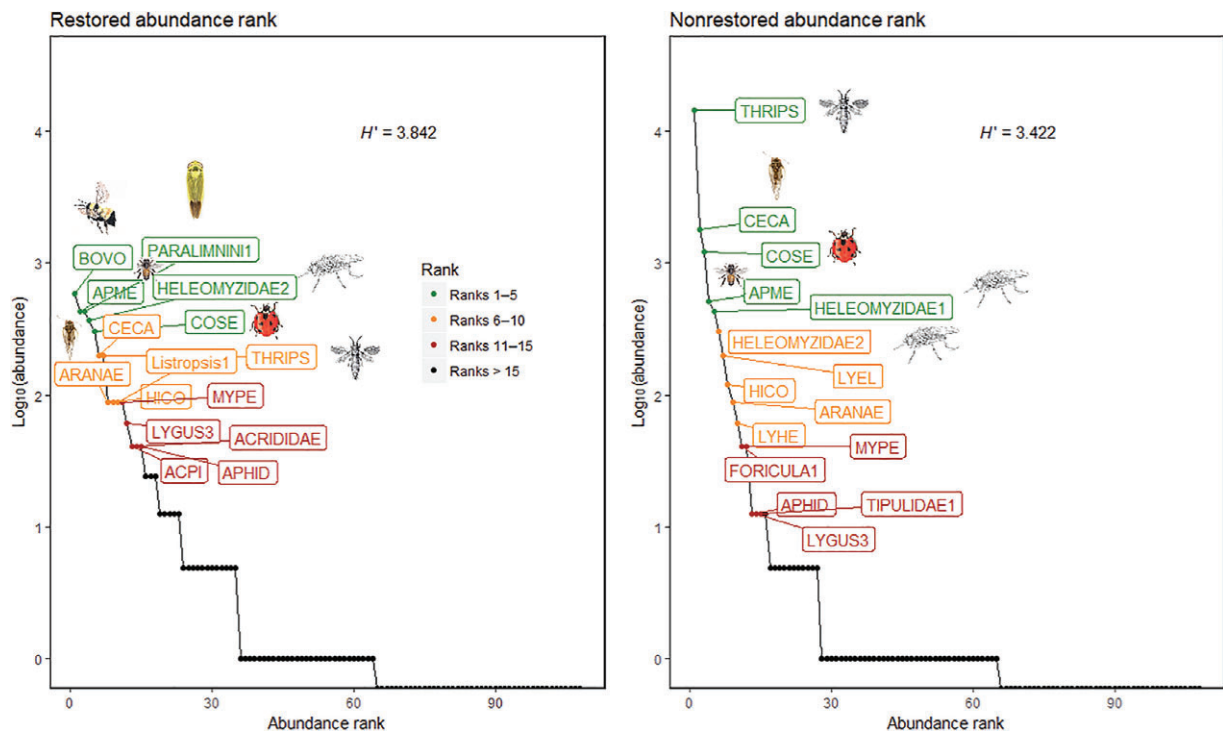 Restored abundance rank
Log10(abundance)
4
3
2
1
0
H' = 3.842
BOVO
PARALIMNINI1
APME
HELEOMYZIDAE2
CECA
COSE
Listropsis1
THRIPS
ARANAE
HICO
MYPE
LYGUS3
ACRIDIDAE
ACPI
APHID
Rank
Ranks 1–5
Ranks 6–10
Ranks 11–15
Ranks > 15
0
30
60
90
Abundance rank
Nonrestored abundance rank
Log10(abundance)
4
3
2
1
0
THRIPS
H' = 3.422
CECA
COSE
APME
HELEOMYZIDAE1
HELEOMYZIDAE2
LYEL
HICO
ARANAE
LYHE
MYPE
FORICULA1
APHID
TIPULIDAE1
LYGUS3
0
30
60
90
Abundance rank